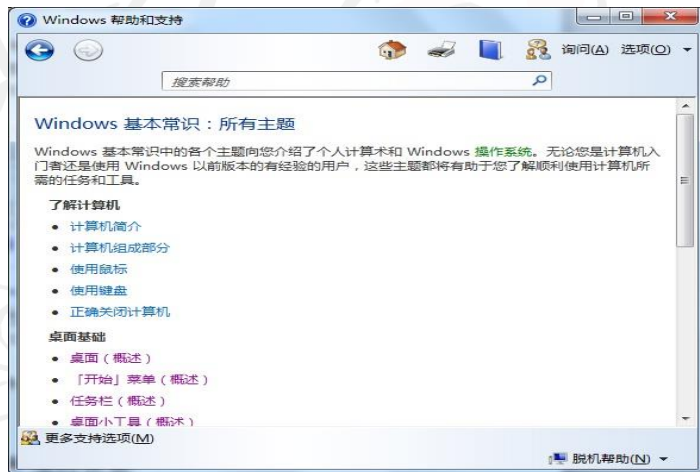 Windows 帮助和支持
询问(A) 选项(O)
搜索帮助
Windows 基本常识：所有主题
Windows 基本常识中的各个主题向您介绍了个人计算术和 Windows 操作系统。无论您是计算机入
门者还是使用 Windows 以前版本的有经验的用户，这些主题都将有助于您了解顺利使用计算机所
需的任务和工具。
了解计算机
• 计算机简介
• 计算机组成部分
• 使用鼠标
• 使用键盘
• 正确关闭计算机
桌面基础
• 桌面（概述）
• 「开始」菜单（概述）
• 任务栏（概述）
• 桌面小工具（概述）
更多支持选项(M)
脱机帮助(N)